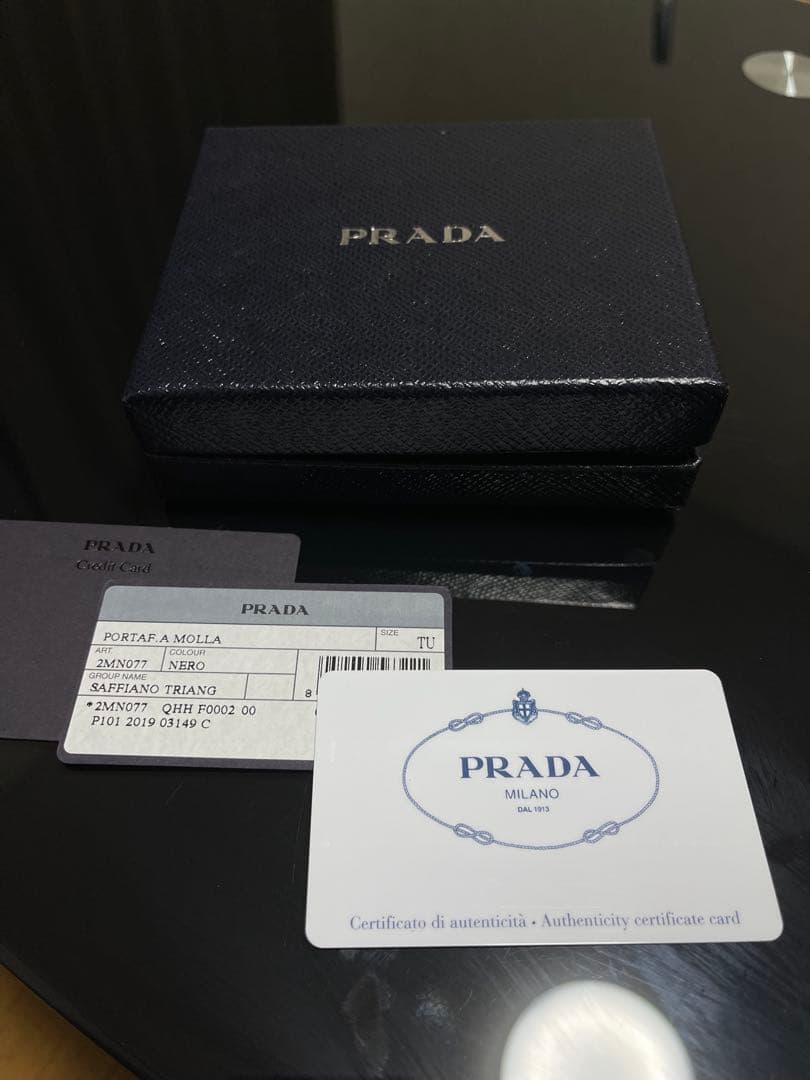 PRADA
PRADA
Credit Card
PRADA
PORTAF.A MOLLA
SIZE
TU
ART.
2MN077
COLOUR
NERO
GROUP NAME
SAFFIANO TRIANG
8
*2MN077 QHH F0002 00
P101 2019 03149 C
PRADA
MILANO
DAL 1913
Certificato di autenticità • Authenticity certificate card